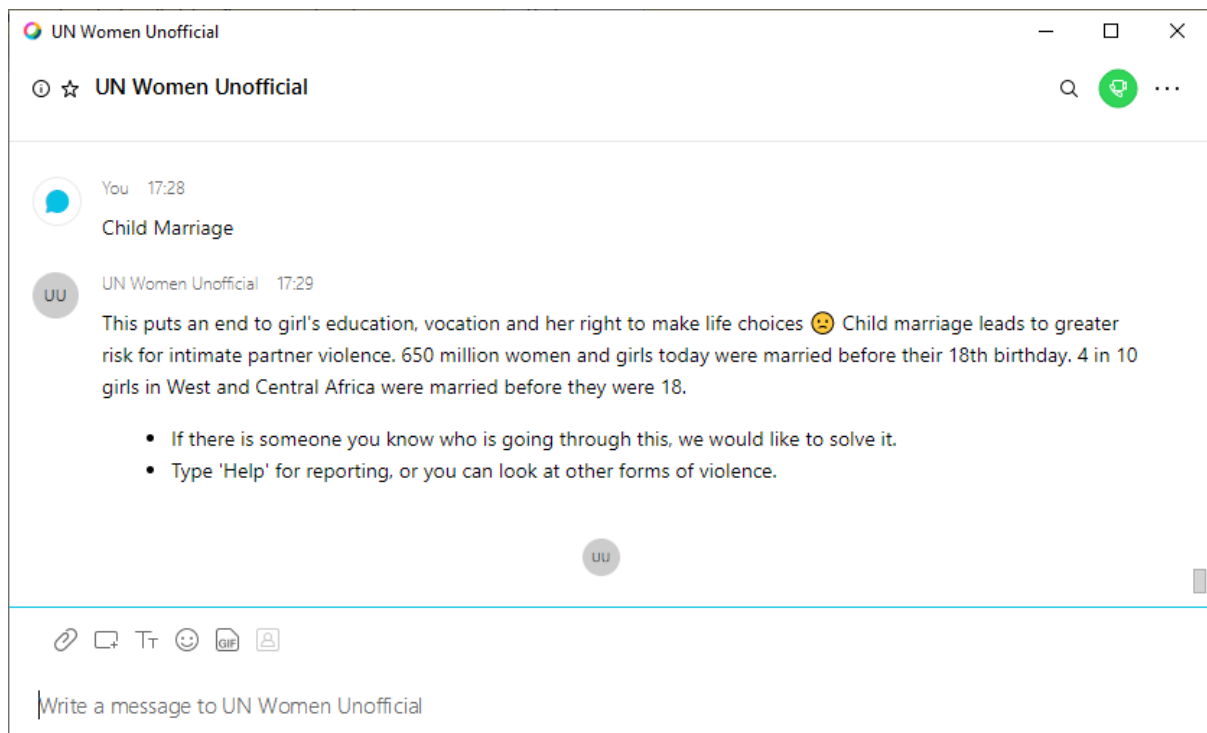 UN Women Unofficial
UN Women Unofficial
You 17:28
Child Marriage
UU
UN Women Unofficial 17:29
This puts an end to girl's education, vocation and her right to make life choices 🙁 Child marriage leads to greater
risk for intimate partner violence. 650 million women and girls today were married before their 18th birthday. 4 in 10
girls in West and Central Africa were married before they were 18.
• If there is someone you know who is going through this, we would like to solve it.
• Type 'Help' for reporting, or you can look at other forms of violence.
UU
TT GIF
Write a message to UN Women Unofficial